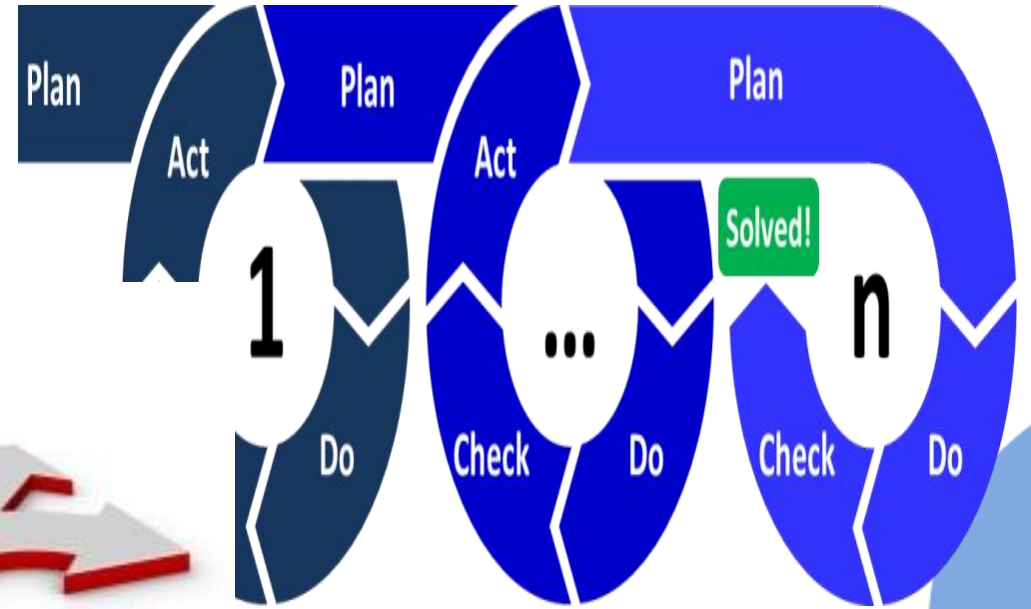 Plan
Plan
Plan
Act
Act
Solved!
1
...
n
Do
Check
Do
Check
Do